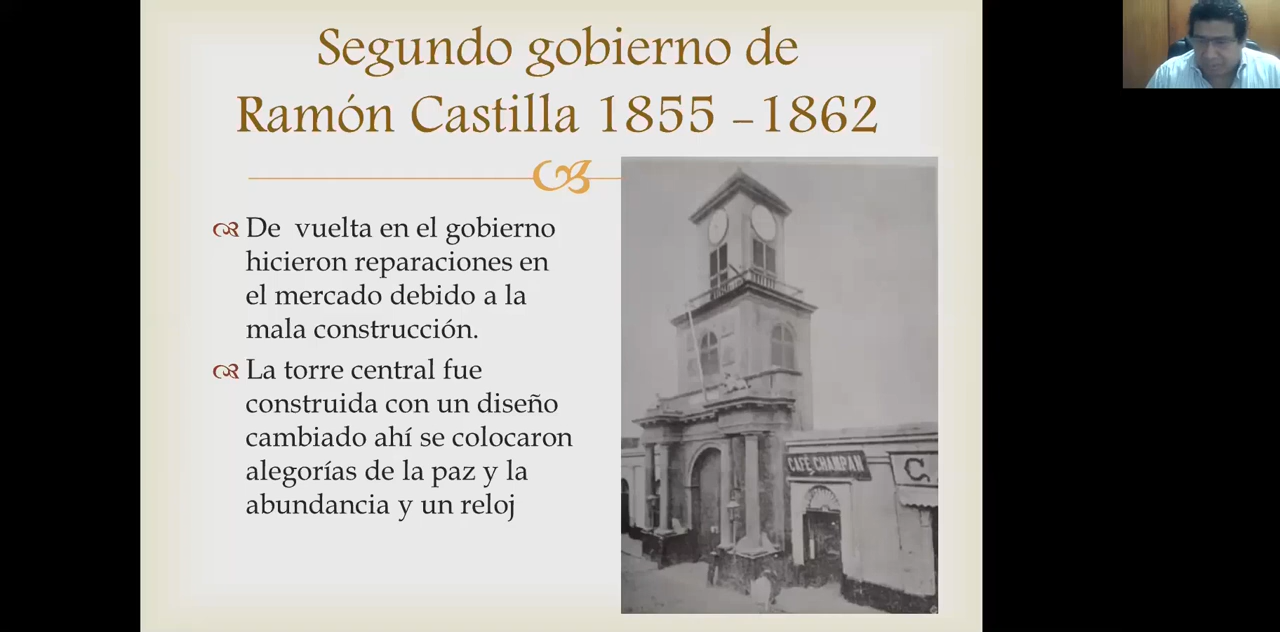 Segundo gobierno de
Ramón Castilla 1855 –1862
De vuelta en el gobierno
hicieron reparaciones en
el mercado debido a la
mala construcción.
La torre central fue
construida con un diseño
cambiado ahí se colocaron
alegorías de la paz y la
abundancia y un reloj
CAFÉ CHAMPAN
C.